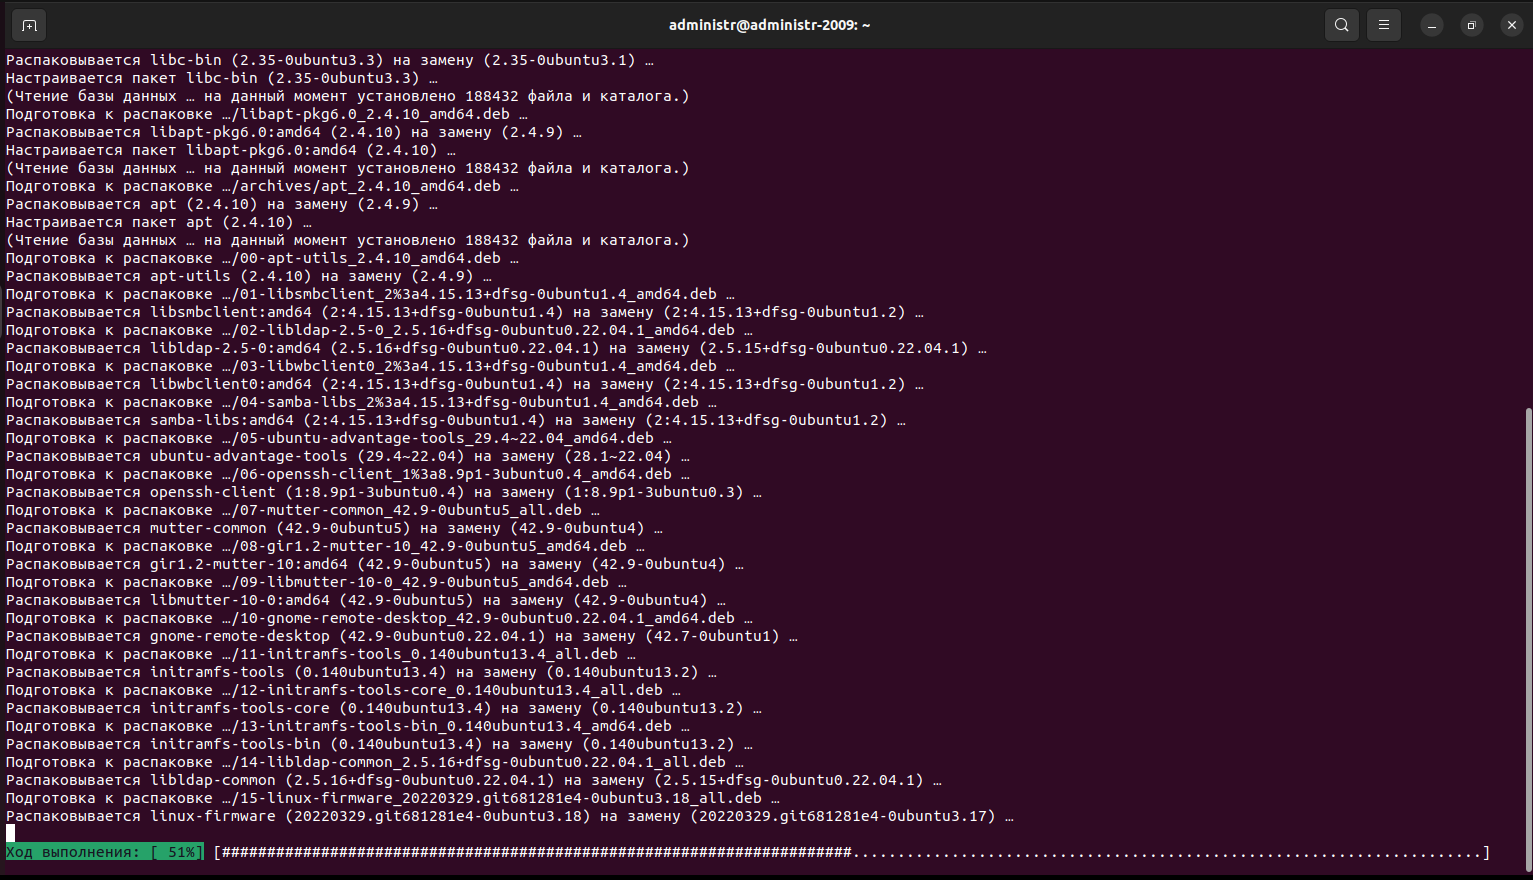 administr@administr-2009: ~
Распаковывается libc-bin (2.35-0ubuntu3.3) на замену (2.35-0ubuntu3.1) …
Настраивается пакет libc-bin (2.35-0ubuntu3.3) …
(Чтение базы данных … на данный момент установлено 188432 файла и каталога.)
Подготовка к распаковке …/libapt-pkg6.0_2.4.10_amd64.deb …
Распаковывается libapt-pkg6.0:amd64 (2.4.10) на замену (2.4.9) …
Настраивается пакет libapt-pkg6.0:amd64 (2.4.10) …
(Чтение базы данных … на данный момент установлено 188432 файла и каталога.)
Подготовка к распаковке …/archives/apt_2.4.10_amd64.deb …
Распаковывается apt (2.4.10) на замену (2.4.9) …
Настраивается пакет apt (2.4.10) …
(Чтение базы данных … на данный момент установлено 188432 файла и каталога.)
Подготовка к распаковке …/00-apt-utils_2.4.10_amd64.deb …
Распаковывается apt-utils (2.4.10) на замену (2.4.9) …
Подготовка к распаковке …/01-libsmbclient_2%3a4.15.13+dfsg-0ubuntu1.4_amd64.deb …
Распаковывается libsmbclient:amd64 (2:4.15.13+dfsg-0ubuntu1.4) на замену (2:4.15.13+dfsg-0ubuntu1.2) …
Подготовка к распаковке …/02-libldap-2.5-0_2.5.16+dfsg-0ubuntu0.22.04.1_amd64.deb …
Распаковывается libldap-2.5-0:amd64 (2.5.16+dfsg-0ubuntu0.22.04.1) на замену (2.5.15+dfsg-0ubuntu0.22.04.1) …
Подготовка к распаковке …/03-libwbclient0_2%3a4.15.13+dfsg-0ubuntu1.4_amd64.deb …
Распаковывается libwbclient0:amd64 (2:4.15.13+dfsg-0ubuntu1.4) на замену (2:4.15.13+dfsg-0ubuntu1.2) …
Подготовка к распаковке …/04-samba-libs_2%3a4.15.13+dfsg-0ubuntu1.4_amd64.deb …
Распаковывается samba-libs:amd64 (2:4.15.13+dfsg-0ubuntu1.4) на замену (2:4.15.13+dfsg-0ubuntu1.2) …
Подготовка к распаковке …/05-ubuntu-advantage-tools_29.4~22.04_amd64.deb …
Распаковывается ubuntu-advantage-tools (29.4~22.04) на замену (28.1~22.04) …
Подготовка к распаковке …/06-openssh-client_1%3a8.9p1-3ubuntu0.4_amd64.deb …
Распаковывается openssh-client (1:8.9p1-3ubuntu0.4) на замену (1:8.9p1-3ubuntu0.3) …
Подготовка к распаковке …/07-mutter-common_42.9-0ubuntu5_all.deb …
Распаковывается mutter-common (42.9-0ubuntu5) на замену (42.9-0ubuntu4) …
Подготовка к распаковке …/08-gir1.2-mutter-10_42.9-0ubuntu5_amd64.deb …
Распаковывается gir1.2-mutter-10:amd64 (42.9-0ubuntu5) на замену (42.9-0ubuntu4) …
Подготовка к распаковке …/09-libmutter-10-0_42.9-0ubuntu5_amd64.deb …
Распаковывается libmutter-10-0:amd64 (42.9-0ubuntu5) на замену (42.9-0ubuntu4) …
Подготовка к распаковке …/10-gnome-remote-desktop_42.9-0ubuntu0.22.04.1_amd64.deb …
Распаковывается gnome-remote-desktop (42.9-0ubuntu0.22.04.1) на замену (42.7-0ubuntu1) …
Подготовка к распаковке …/11-initramfs-tools_0.140ubuntu13.4_all.deb …
Распаковывается initramfs-tools (0.140ubuntu13.4) на замену (0.140ubuntu13.2) …
Подготовка к распаковке …/12-initramfs-tools-core_0.140ubuntu13.4_all.deb …
Распаковывается initramfs-tools-core (0.140ubuntu13.4) на замену (0.140ubuntu13.2) …
Подготовка к распаковке …/13-initramfs-tools-bin_0.140ubuntu13.4_amd64.deb …
Распаковывается initramfs-tools-bin (0.140ubuntu13.4) на замену (0.140ubuntu13.2) …
Подготовка к распаковке …/14-libldap-common_2.5.16+dfsg-0ubuntu0.22.04.1_all.deb …
Распаковывается libldap-common (2.5.16+dfsg-0ubuntu0.22.04.1) на замену (2.5.15+dfsg-0ubuntu0.22.04.1) …
Подготовка к распаковке …/15-linux-firmware_20220329.git681281e4-0ubuntu3.18_all.deb …
Распаковывается linux-firmware (20220329.git681281e4-0ubuntu3.18) на замену (20220329.git681281e4-0ubuntu3.17) …
Ход выполнения: [ 51%] [######################################################################......................................................................]